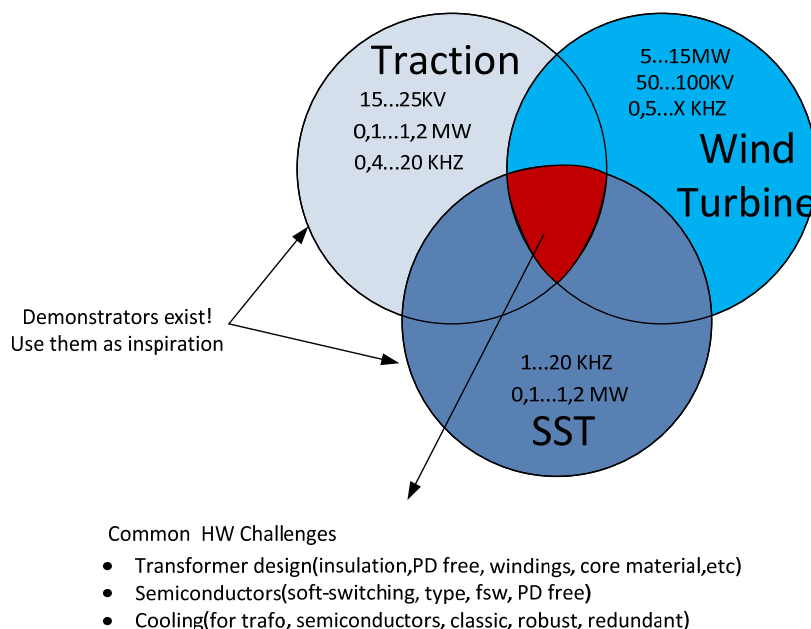 Traction
15...25KV
0,1...1,2 MW
0,4...20 KHZ
5...15MW
50...100KV
0,5...X KHZ
Wind
Turbine
Demonstrators exist!
Use them as inspiration
1...20 KHZ
0,1...1,2 MW
SST
Common HW Challenges
• Transformer design(insulation,PD free, windings, core material,etc)
• Semiconductors(soft-switching, type, fsw, PD free)
• Cooling(for trafo, semiconductors, classic, robust, redundant)